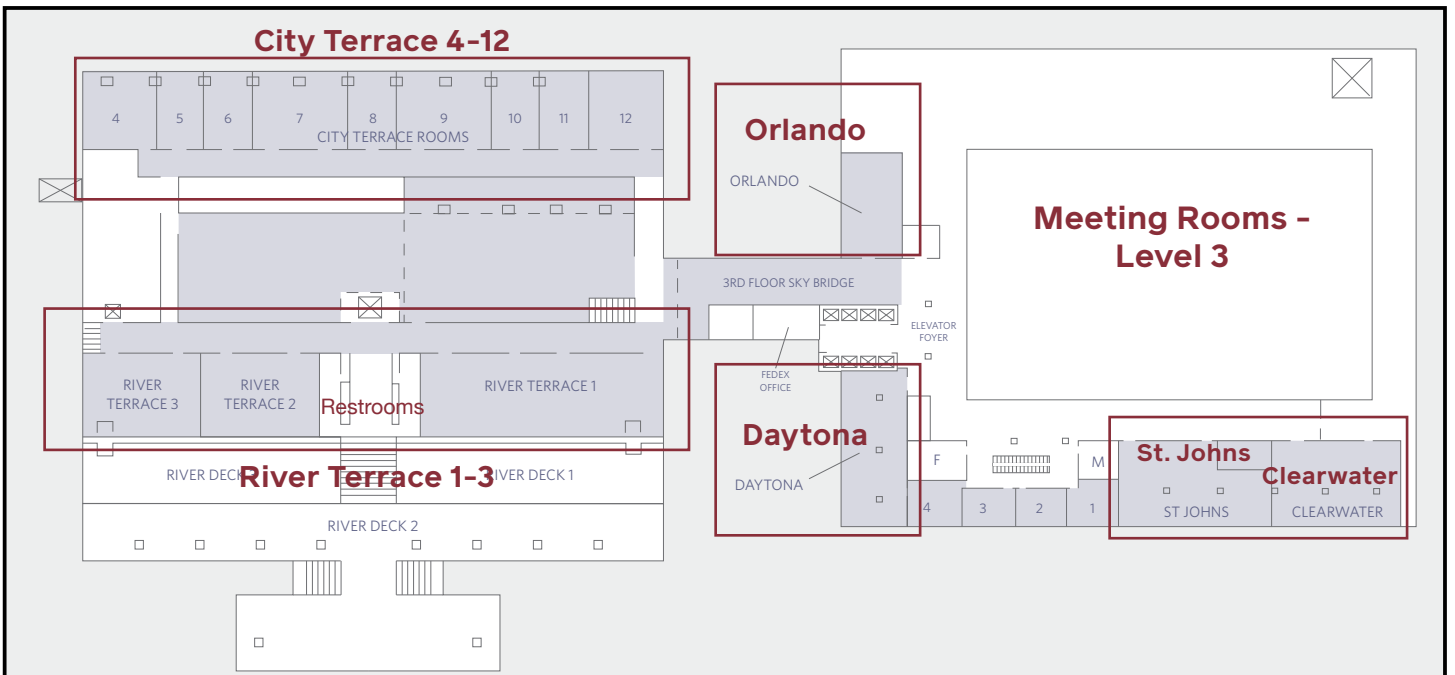 City Terrace 4-12
4
5
6
7
8
9
10
11
12
CITY TERRACE ROOMS
Orlando
ORLANDO
Meeting Rooms -
Level 3
3RD FLOOR SKY BRIDGE
ELEVATOR
FOYER
FEDEX
OFFICE
RIVER
TERRACE 3
RIVER
TERRACE 2
Restrooms
RIVER TERRACE 1
Daytona
DAYTONA
F
M
4
3
2
1
St. Johns
Clearwater
ST JOHNS
CLEARWATER
RIVER DECK
River Terrace 1-3
RIVER DECK 1
RIVER DECK 2